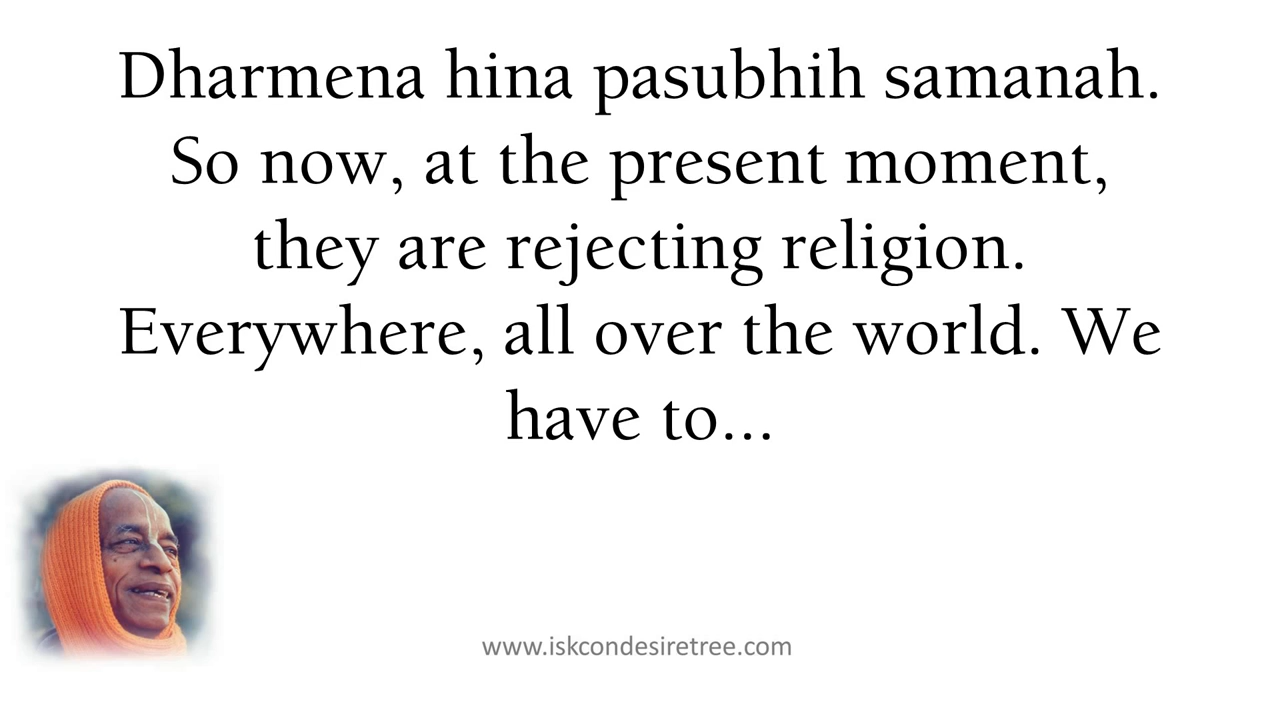 Dharmena hina pasubhih samanah.
So now, at the present moment,
they are rejecting religion.
Everywhere, all over the world. We
have to...
www.iskcondesiretree.com